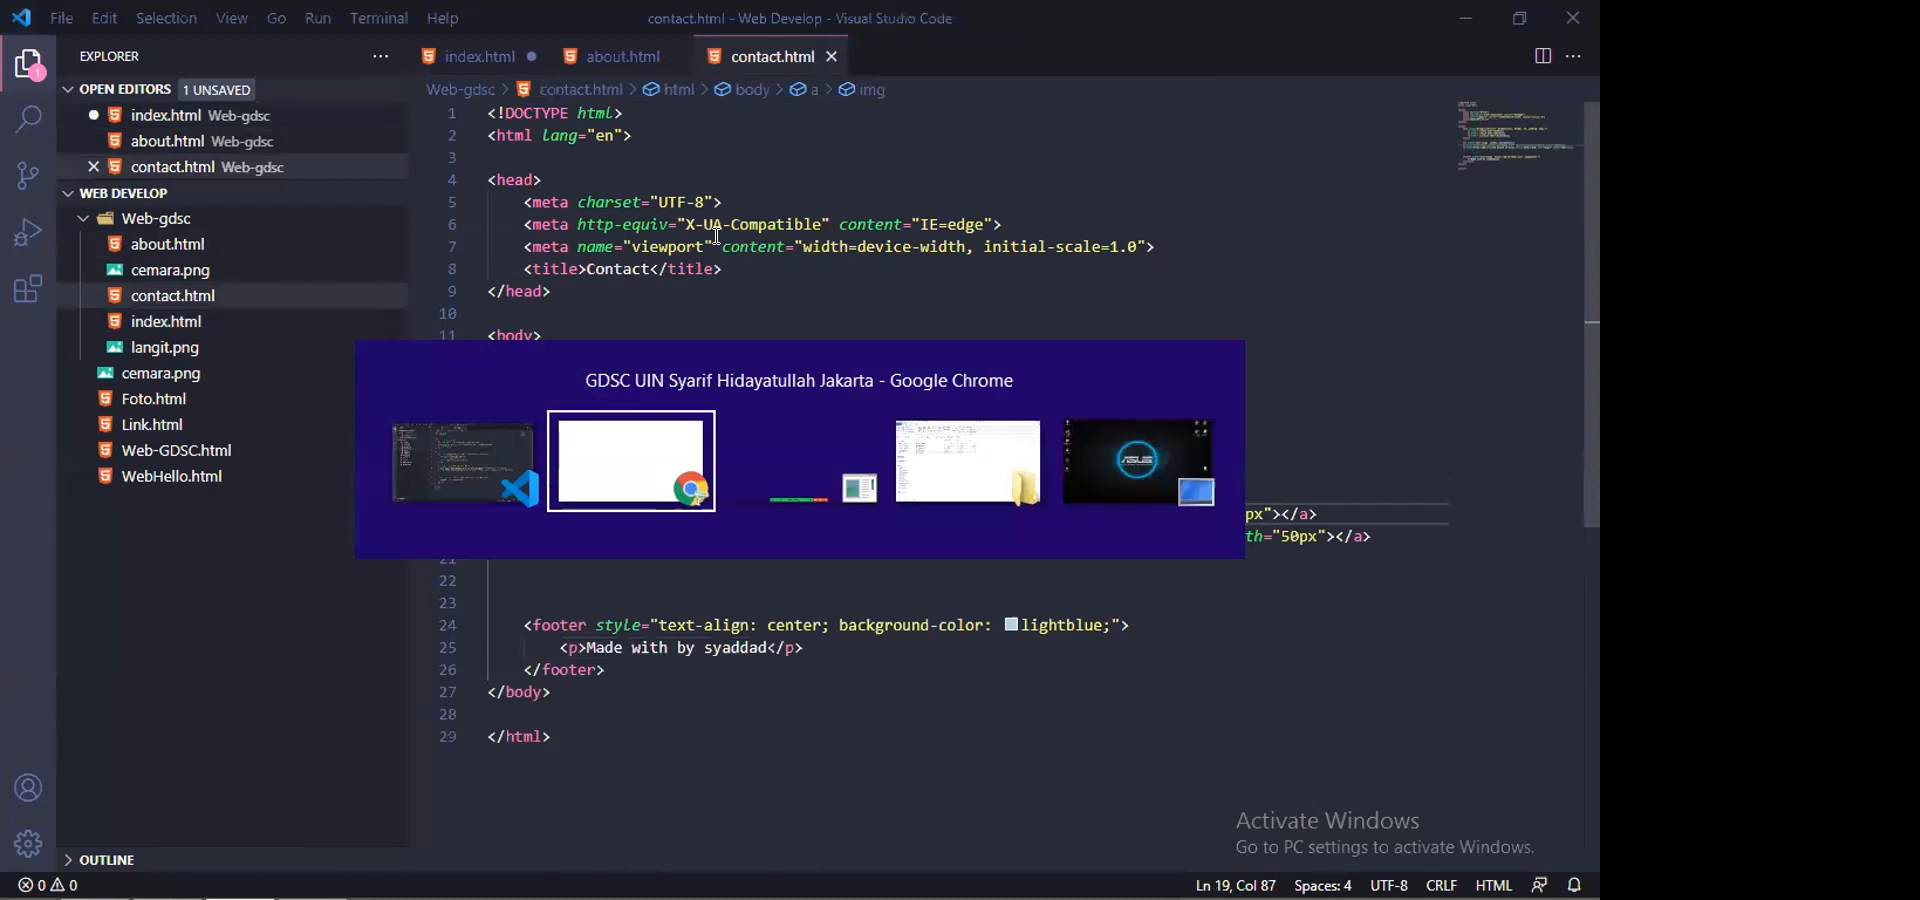 File Edit Selection View Go Run Terminal Help
contact.html - Web Develop - Visual Studio Code
EXPLORER
index.html
about.html
contact.html
1
OPEN EDITORS 1 UNSAVED
index.html Web-gdsc
about.html Web-gdsc
contact.html Web-gdsc
WEB DEVELOP
Web-gdsc
about.html
cemara.png
contact.html
index.html
langit.png
cemara.png
Foto.html
Link.html
Web-GDSC.html
WebHello.html
OUTLINE
Web-gdsc > contact.html > html > body > a > img
1 <!DOCTYPE html>
2 <html lang="en">
3
4 <head>
5 <meta charset="UTF-8">
6 <meta http-equiv="X-UA-Compatible" content="IE=edge">
7 <meta name="viewport" content="width=device-width, initial-scale=1.0">
8 <title>Contact</title>
9 </head>
10
11 <body>
GDSC UIN Syarif Hidayatullah Jakarta - Google Chrome
px"></a>
th="50px"></a>
21
22
23
24 <footer style="text-align: center; background-color: lightblue;">
25 <p>Made with by syaddad</p>
26 </footer>
27 </body>
28
29 </html>
Activate Windows
Go to PC settings to activate Windows.
0 0
Ln 19, Col 87 Spaces: 4 UTF-8 CRLF HTML